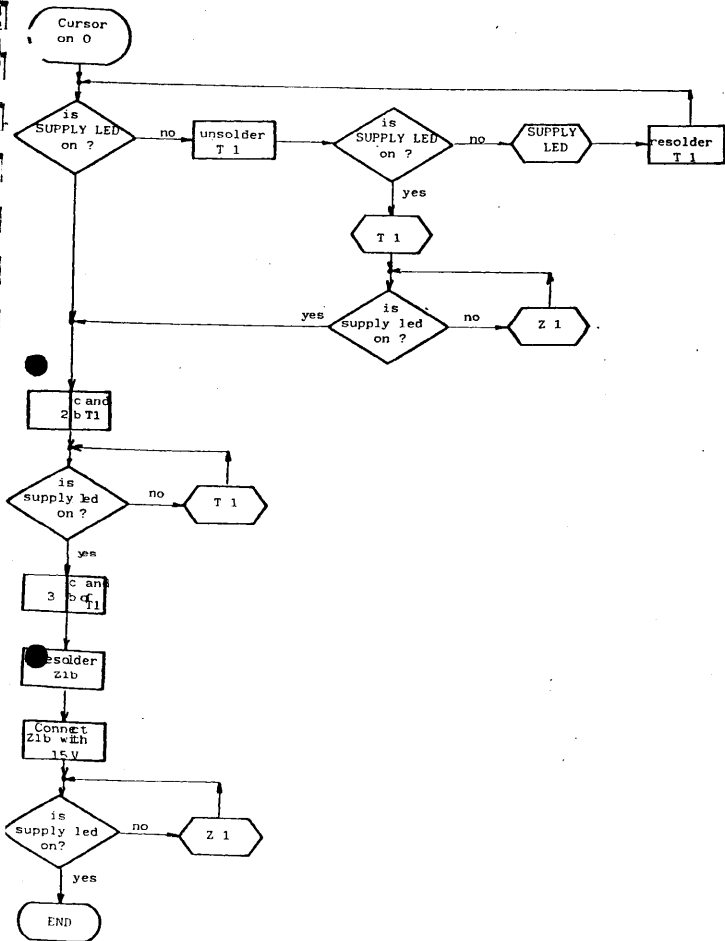 Cursor
on 0
is
SUPPLY LED
on ?
no
unsolder
T 1
is
SUPPLY LED
on ?
no
SUPPLY
LED
resolder
T 1
yes
T 1
is
supply led
on ?
yes
no
Z 1
c and
2 b T1
is
supply led
on ?
no
T 1
yes
c and
3 b of
T1
esolder
Z1b
Connect
Z1b with
15 V
is
supply led
on?
no
Z 1
yes
END